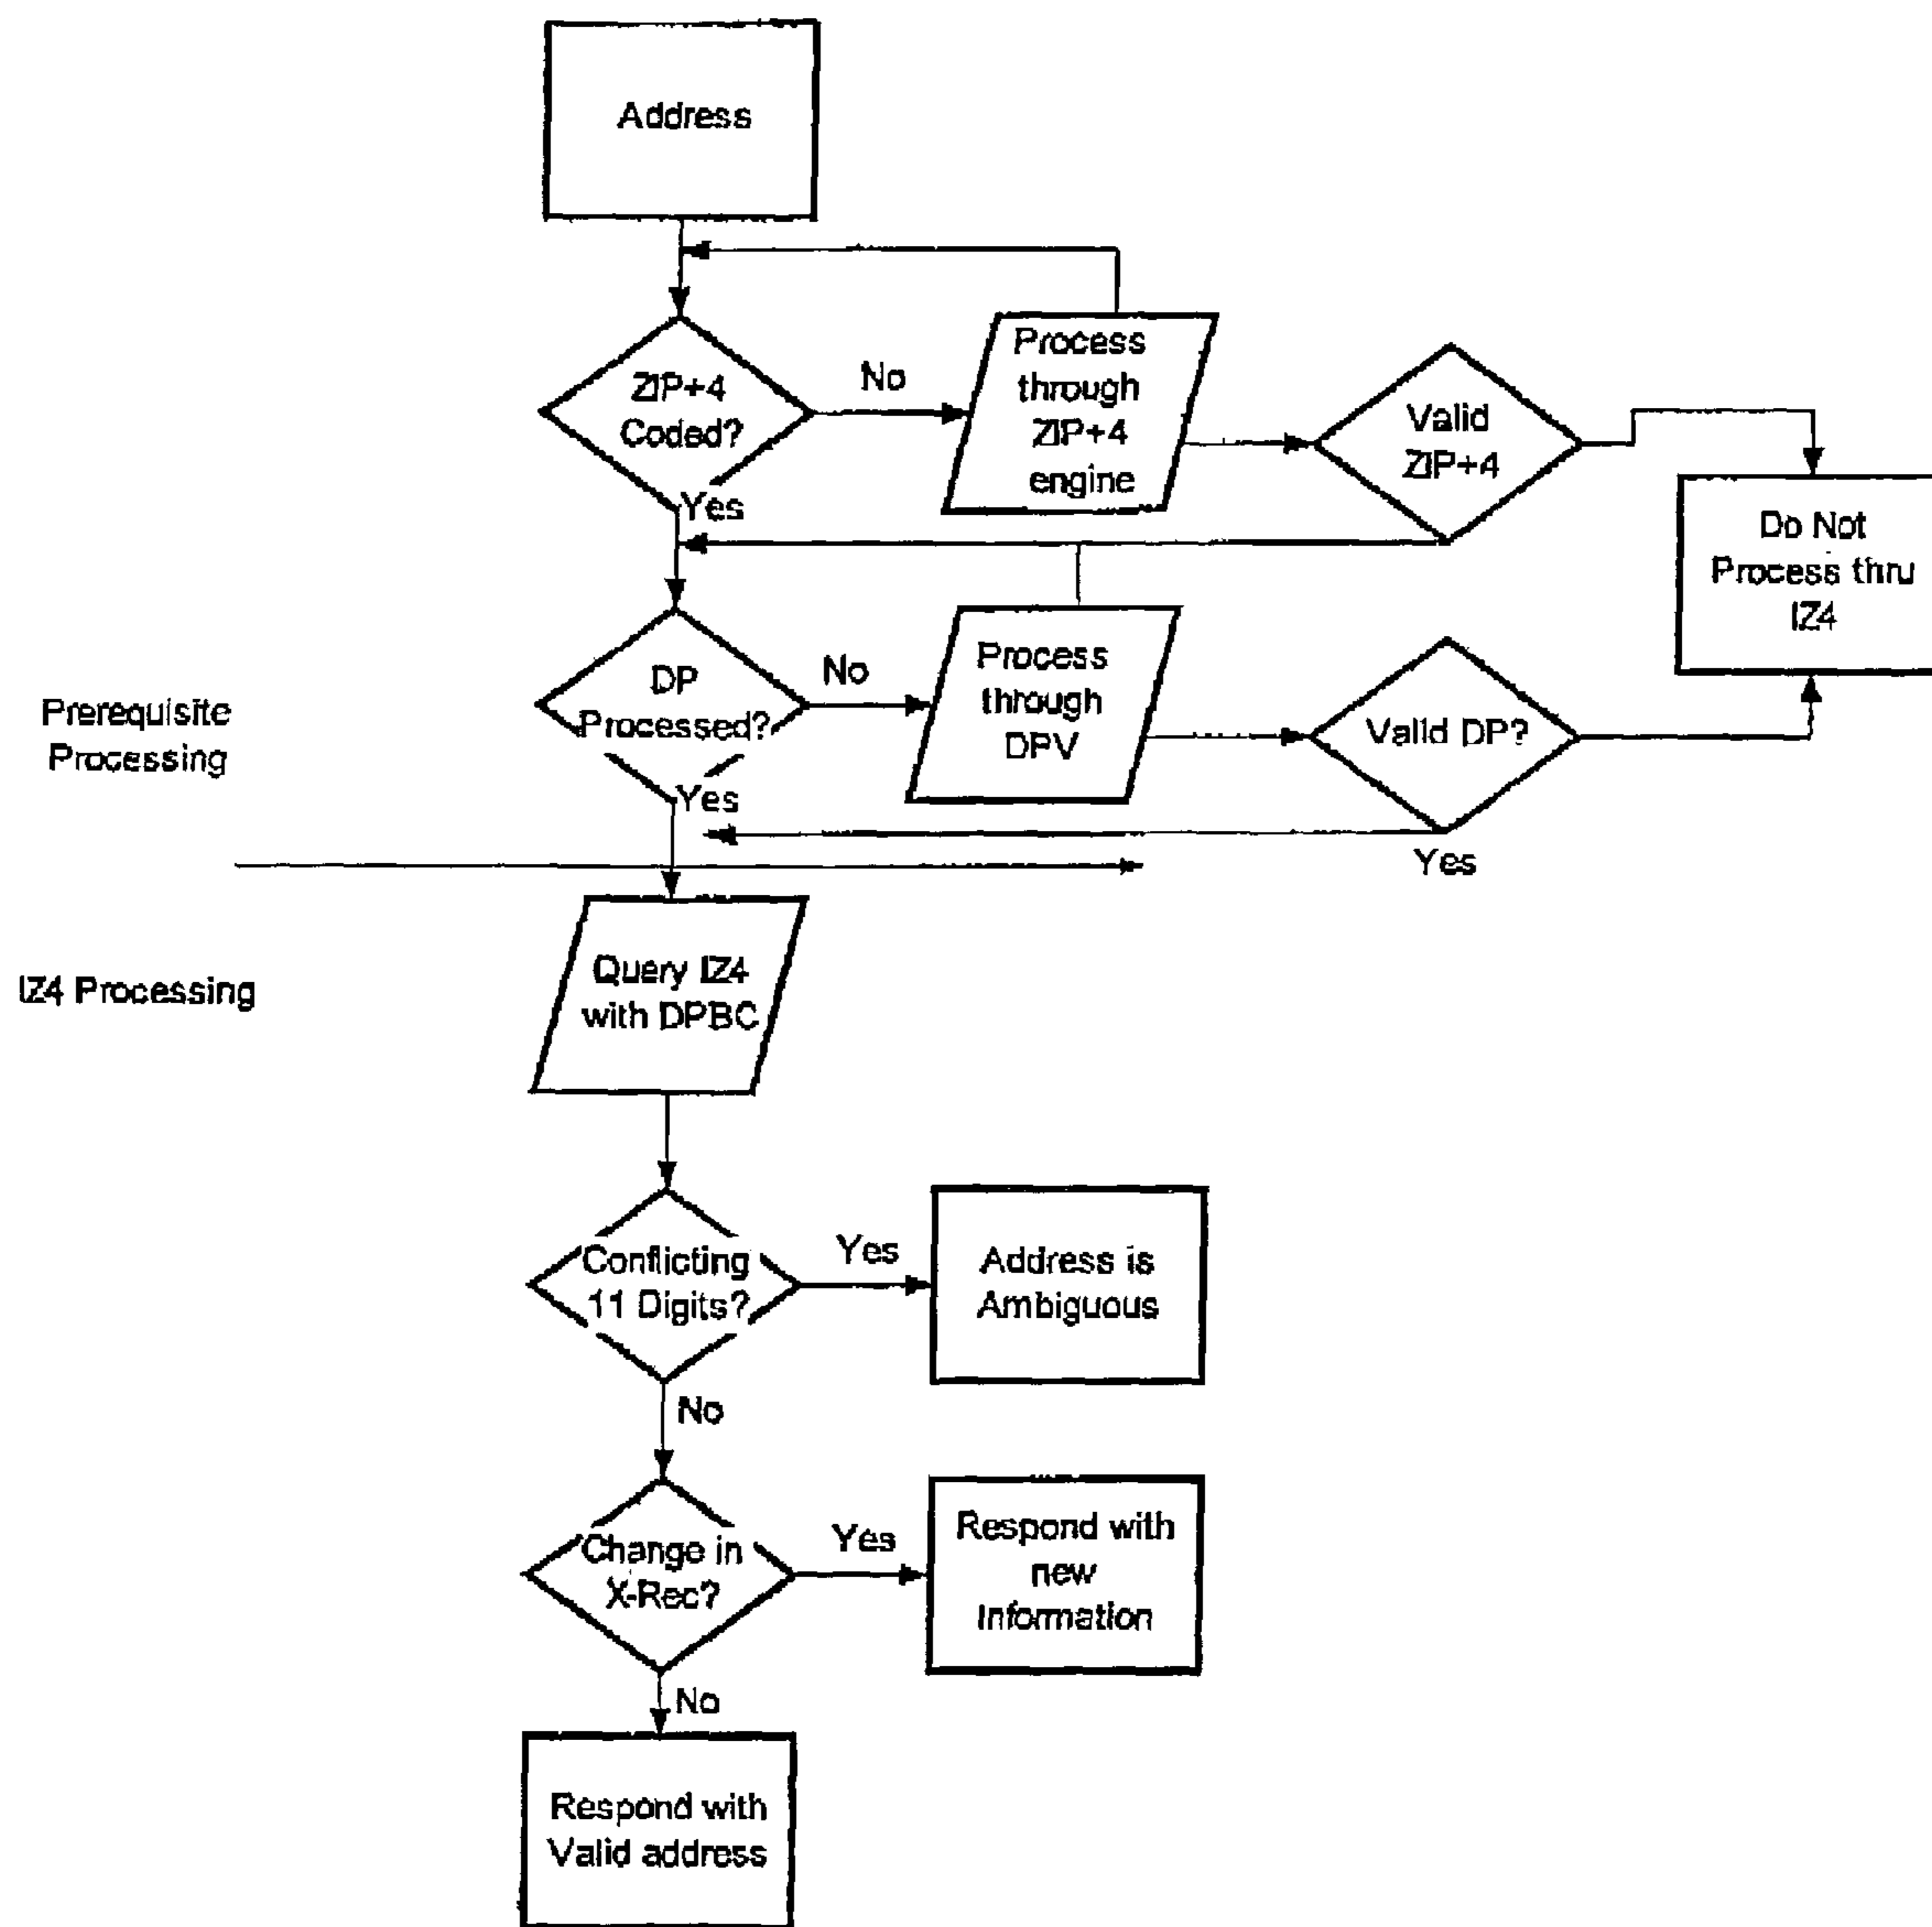 Address
ZIP+4
Coded?
No
Process
through
ZIP+4
engine
Valid
ZIP+4
Do Not
Process thru
IZ4
Yes
DP
Processed?
No
Process
through
DPV
Valid DP?
Prerequisite
Processing
Yes
Yes
Query IZ4
with DPBC
IZ4 Processing
Conflicting
11 Digits?
Yes
Address is
Ambiguous
No
Change in
X-Rec?
Yes
Respond with
new
Information
No
Respond with
Valid address